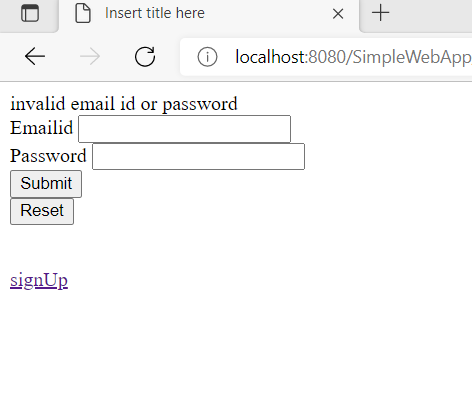 Insert title here
localhost:8080/SimpleWebApp
invalid email id or password
Emailid
Password
Submit
Reset
signUp